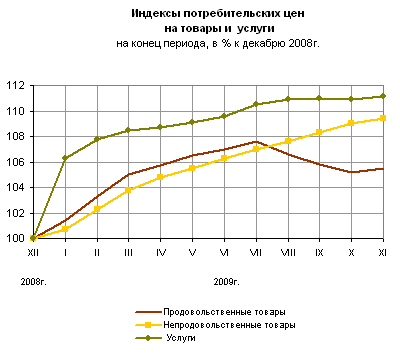 Индексы потребительских цен
на товары и услуги
на конец периода, в % к декабрю 2008г.
112
110
108
106
104
102
100
XII I II III IV V VI VII VIII IX X XI
2008г. 2009г.
Продовольственные товары
Непродовольственные товары
Услуги